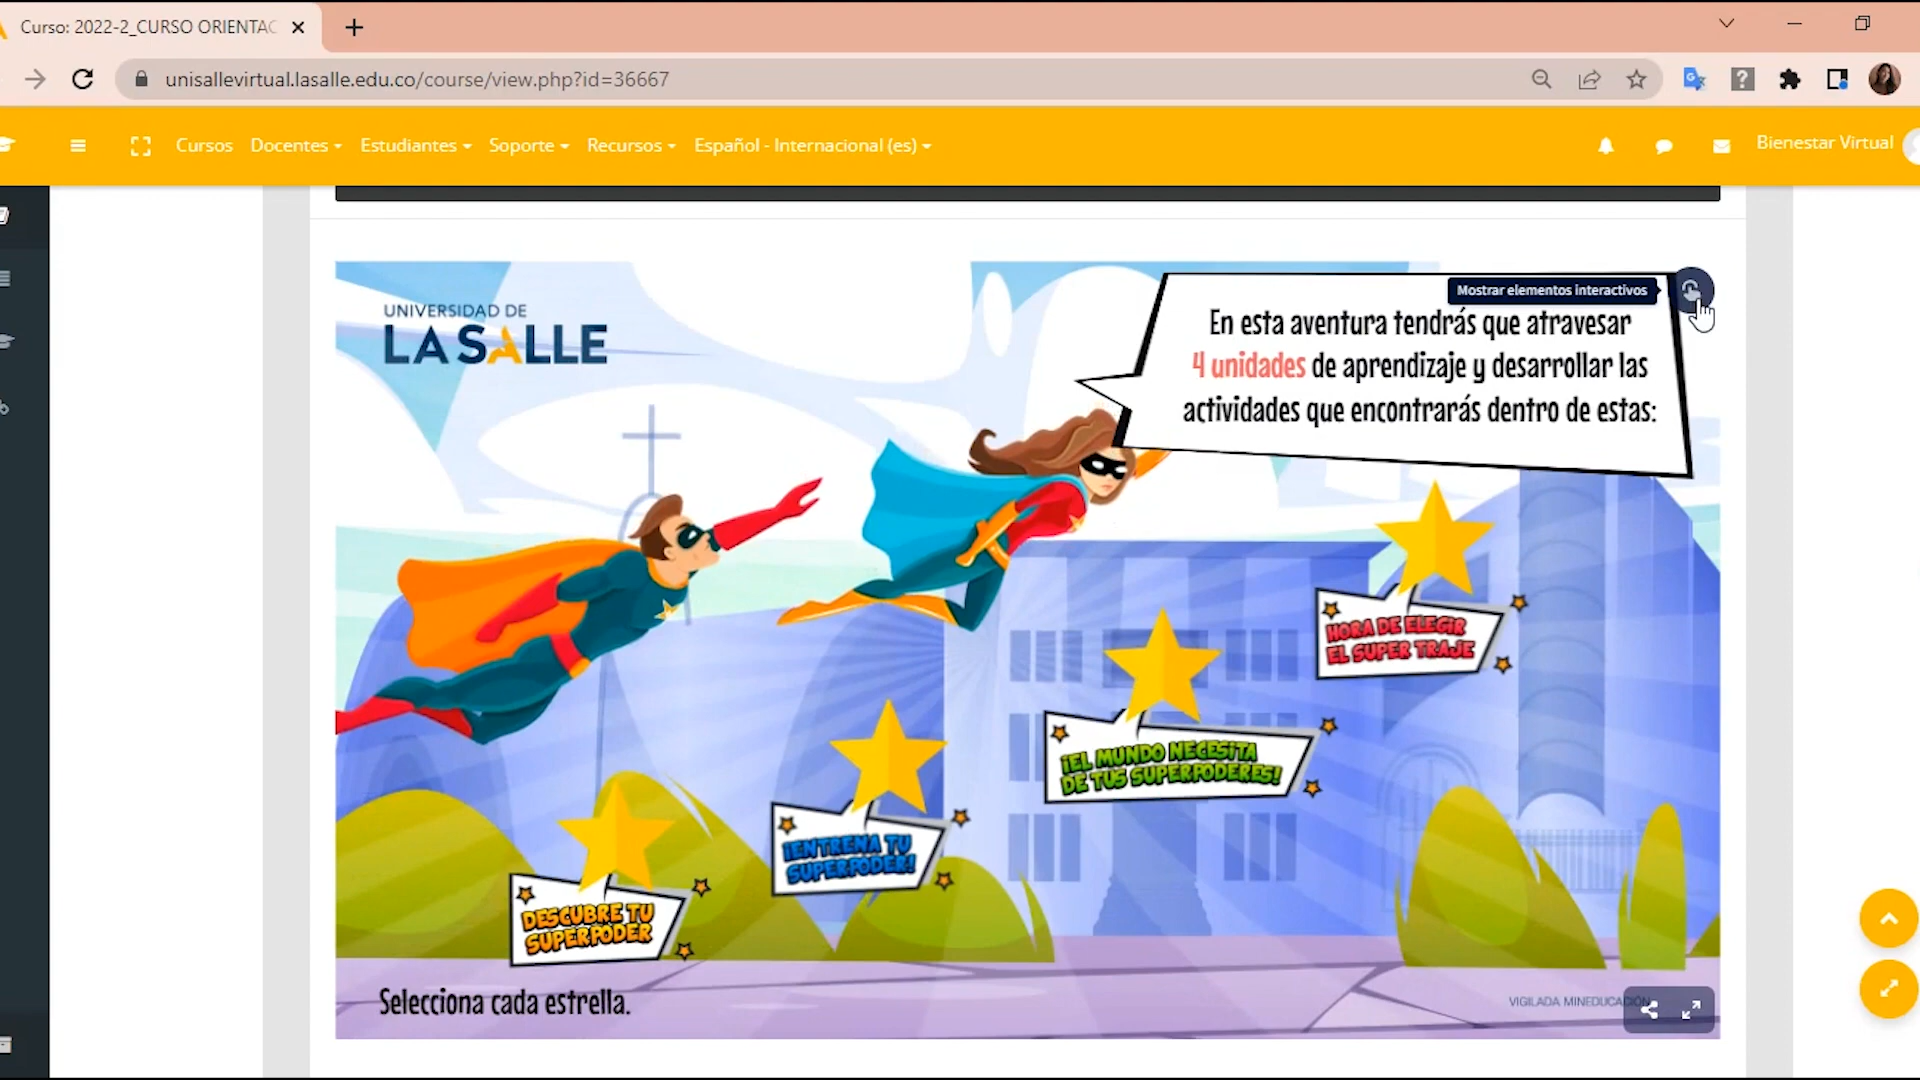 Curso: 2022-2_CURSO ORIENTAC
unisallevirtual.lasalle.edu.co/course/view.php?id=36667
Cursos Docentes Estudiantes Soporte Recursos Español - Internacional (es)
Bienestar Virtual
UNIVERSIDAD DE
LA SALLE
Mostrar elementos interactivos
En esta aventura tendrás que atravesar
4 unidades de aprendizaje y desarrollar las
actividades que encontrarás dentro de estas:
HORA DE ELEGIR
EL SUPER TRAJE
¡EL MUNDO NECESITA
DE TUS SUPERPODERES!
¡ENTRENA TU
SUPERPODER!
DESCUBRE TU
SUPERPODER
Selecciona cada estrella.
VIGILADA MINEDUCACIÓN